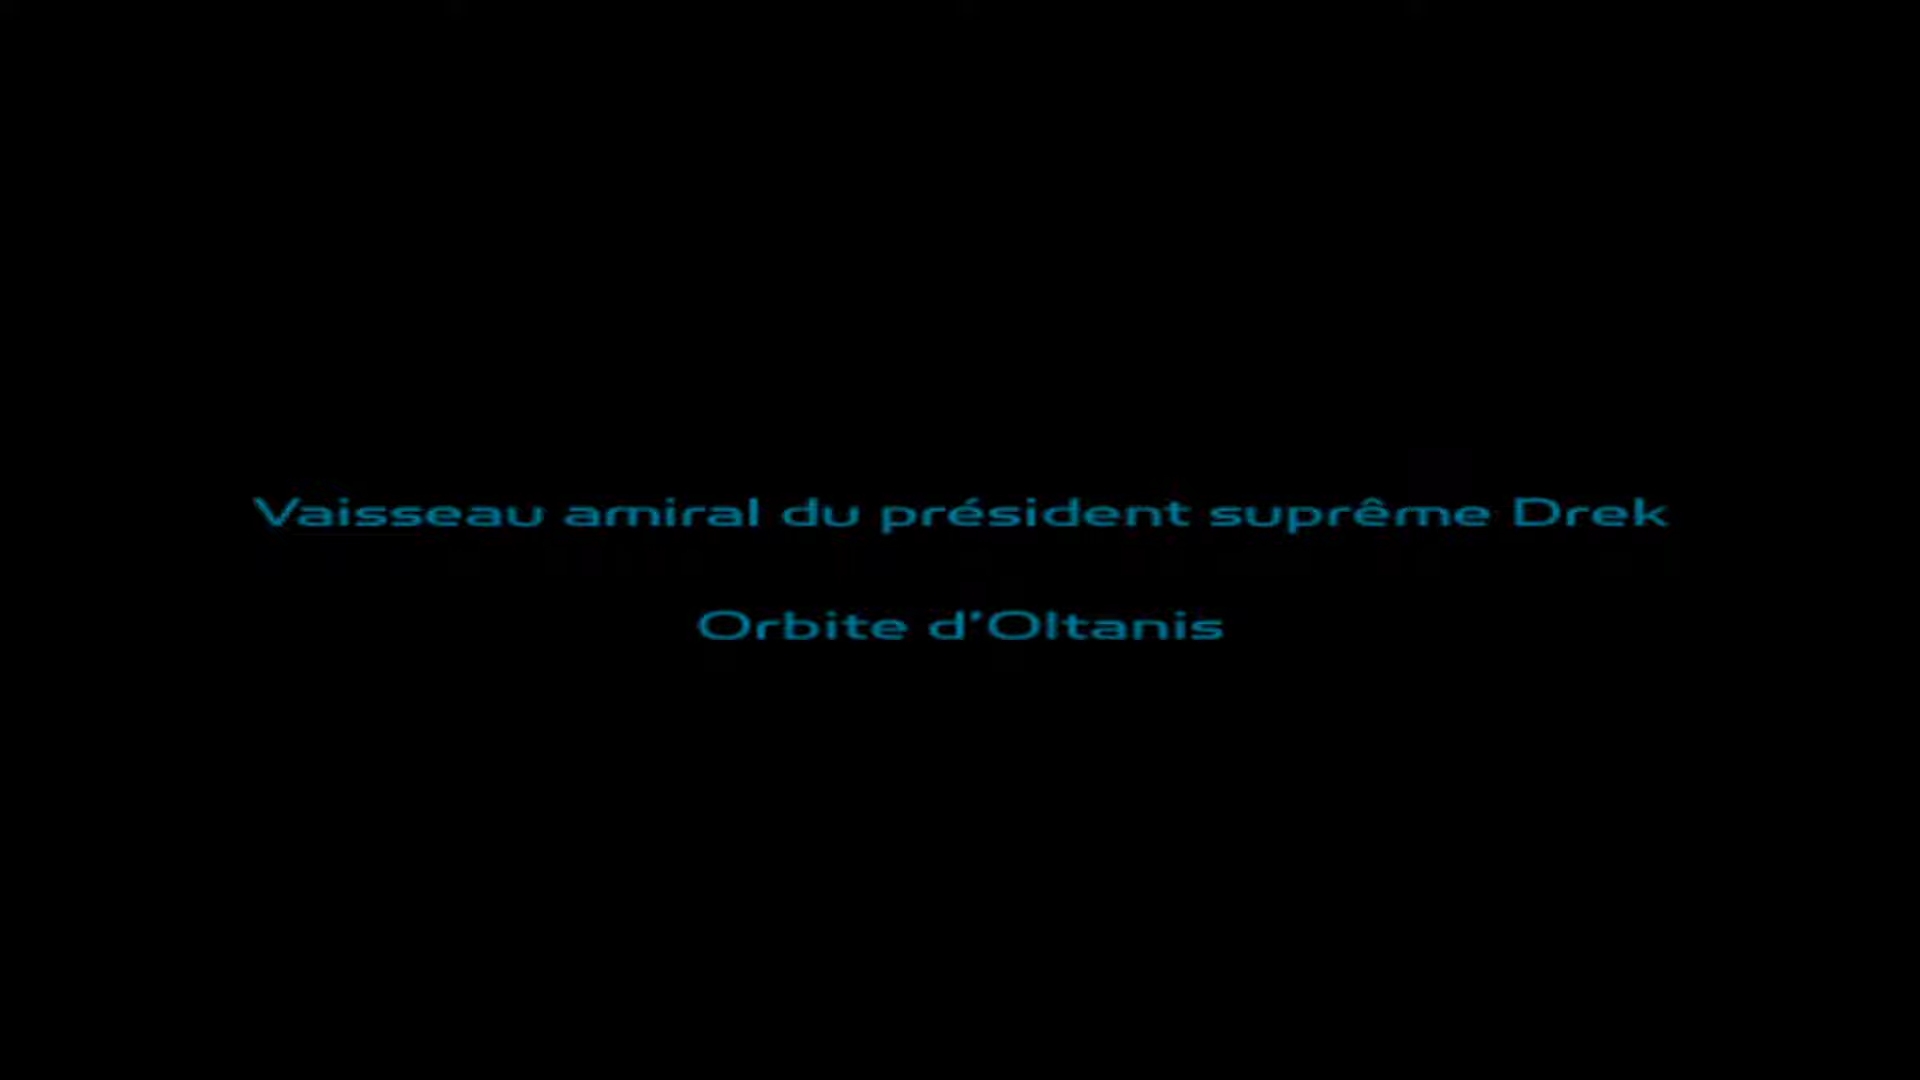 Vaisseau amiral du président suprême Drek
Orbite d’Oltanis